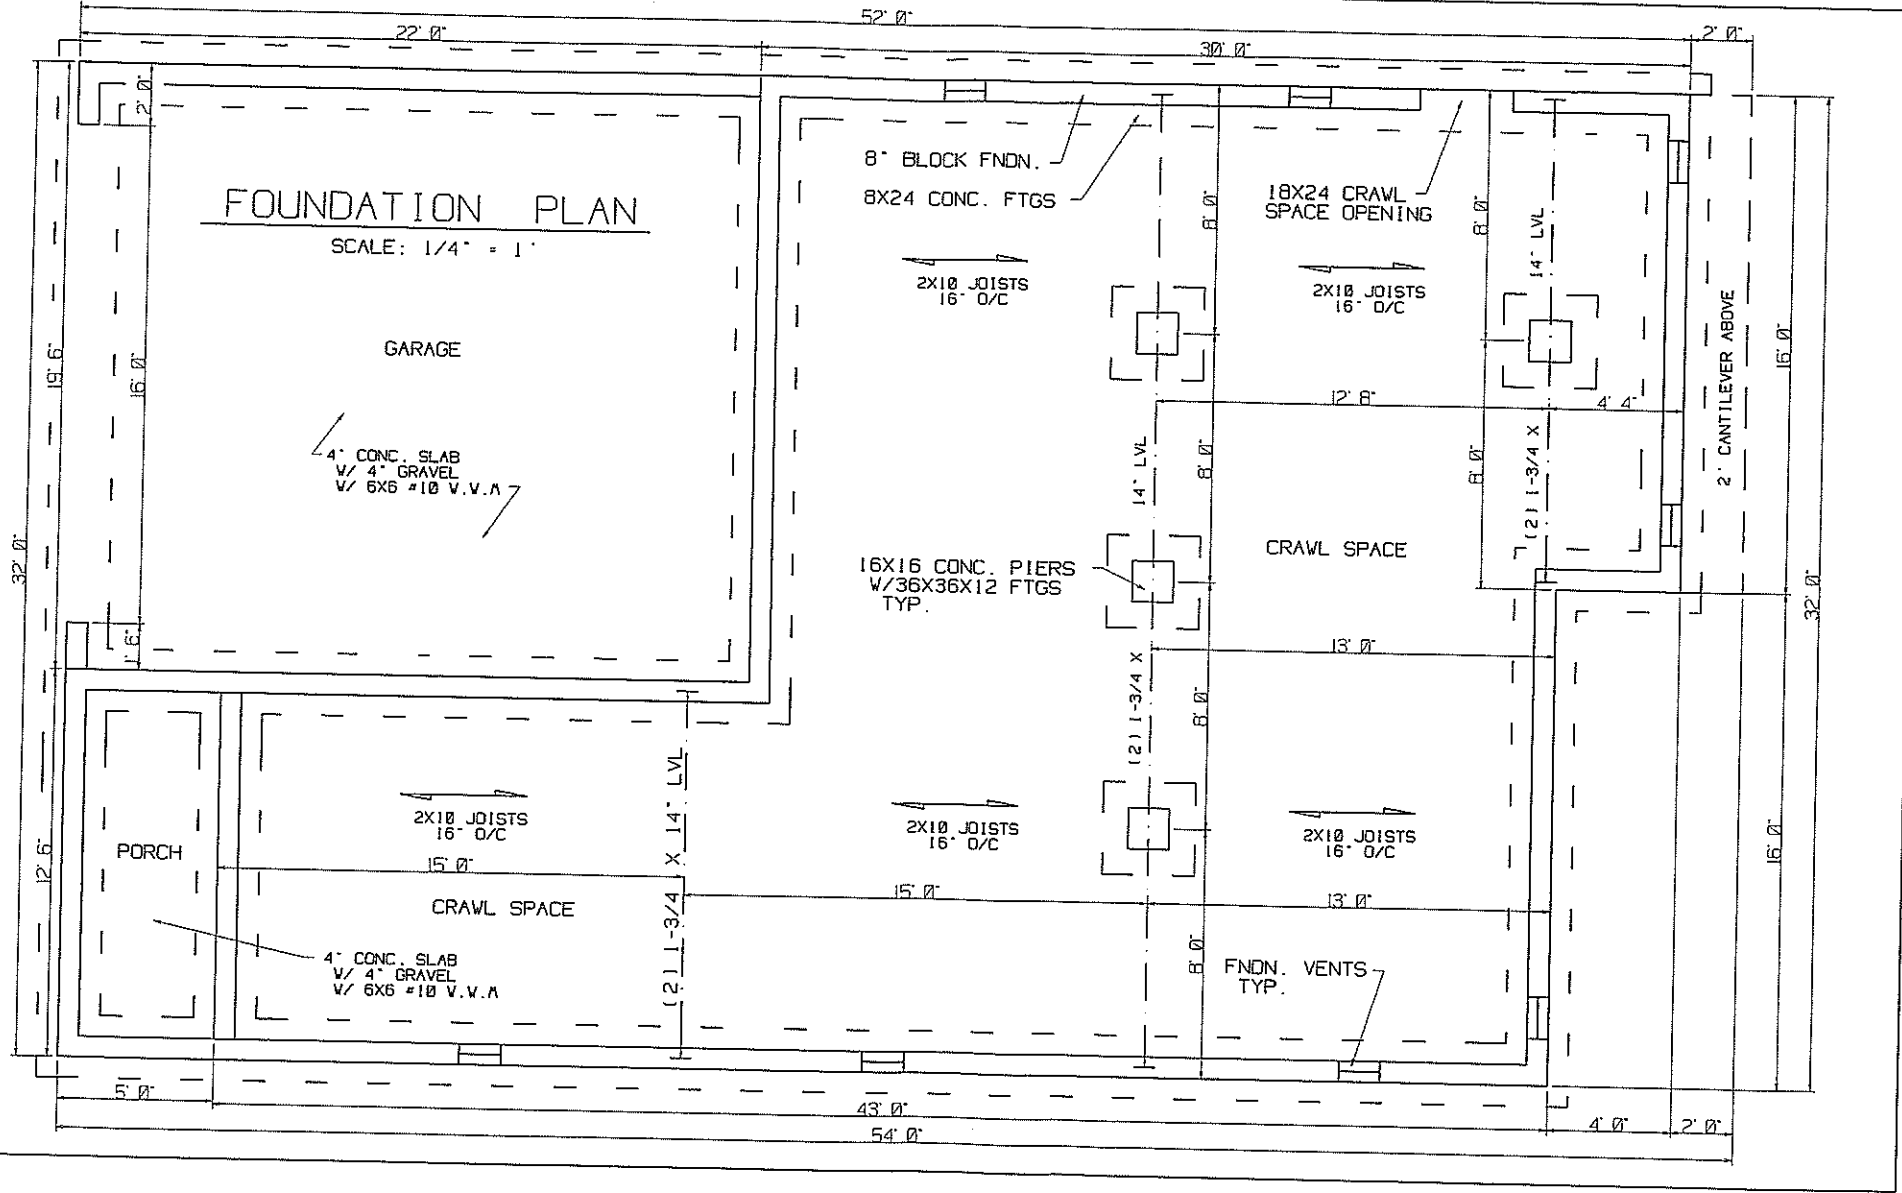 52' 0"
22' 0"
30' 0"
2' 0"
2' 0"
8" BLOCK FNDN.
8X24 CONC. FTGS
18X24 CRAWL
SPACE OPENING
FOUNDATION PLAN
SCALE: 1/4" = 1'
8' 0"
8' 0"
14" LVL
2X10 JOISTS
16" O/C
2X10 JOISTS
16" O/C
2' CANTILEVER ABOVE
GARAGE
19' 6"
16' 0"
16' 0"
12' 8"
4' 4"
4" CONC. SLAB
W/ 4" GRAVEL
W/ 6X6 #10 W.W.M
14" LVL
8' 0"
8' 0"
(2) 1-3/4 X
CRAWL SPACE
16X16 CONC. PIERS
W/36X36X12 FTGS
TYP.
32' 0"
32' 0"
1' 6"
13' 0"
(2) 1-3/4 X
8' 0"
2X10 JOISTS
16" O/C
2X10 JOISTS
16" O/C
2X10 JOISTS
16" O/C
(2) 1-3/4 X 14" LVL
PORCH
12' 6"
16' 0"
15' 0"
15' 0"
13' 0"
CRAWL SPACE
4" CONC. SLAB
W/ 4" GRAVEL
W/ 6X6 #10 W.W.M
8' 0"
FNDN. VENTS
TYP.
5' 0"
43' 0"
54' 0"
4' 0"
2' 0"